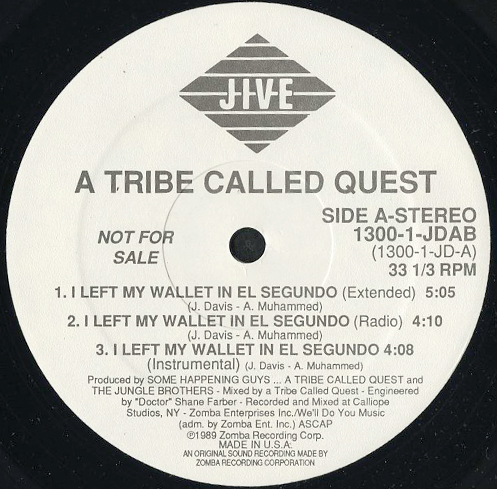 JIVE
A TRIBE CALLED QUEST
SIDE A-STEREO
1300-1-JDAB
(1300-1-JD-A)
33 1/3 RPM
NOT FOR
SALE
1. I LEFT MY WALLET IN EL SEGUNDO (Extended) 5:05
(J. Davis - A. Muhammed)
2. I LEFT MY WALLET IN EL SEGUNDO (Radio) 4:10
(J. Davis - A. Muhammed)
3. I LEFT MY WALLET IN EL SEGUNDO 4:08
(Instrumental) (J. Davis - A. Muhammed)
Produced by SOME HAPPENING GUYS ... A TRIBE CALLED QUEST and
THE JUNGLE BROTHERS - Mixed by a Tribe Called Quest - Engineered
by "Doctor" Shane Farber - Recorded and Mixed at Calliope
Studios, NY - Zomba Enterprises Inc./We'll Do You Music
(adm. by Zomba Ent. Inc.) ASCAP
℗1989 Zomba Recording Corp.
MADE IN U.S.A.
AN ORIGINAL SOUND RECORDING MADE BY
ZOMBA RECORDING CORPORATION